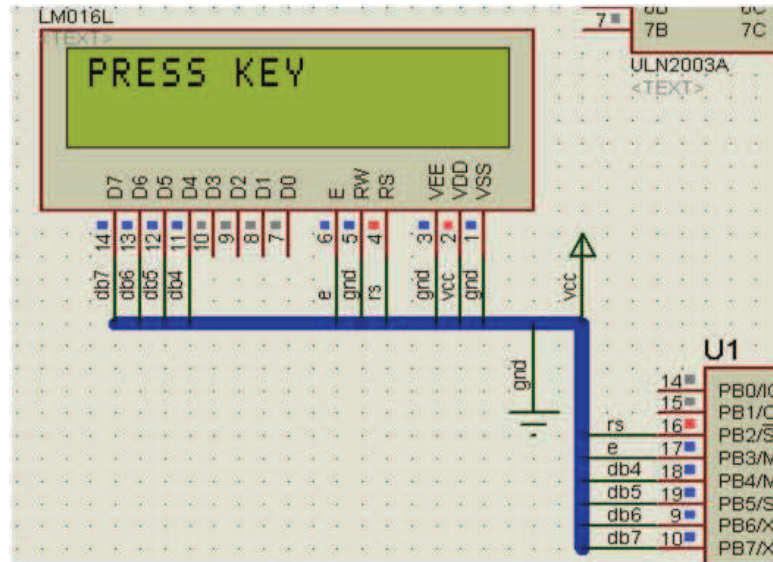 LM016L
<TEXT>
PRESS KEY
D7 D6 D5 D4 D3 D2 D1 D0 E RW RS VEE VDD VSS
14 13 12 11 10 9 8 7 6 5 4 3 2 1
db7 db6 db5 db4 e gnd rs gnd vcc gnd
7
7B 7C
ULN2003A
<TEXT>
vcc
gnd
U1
14 PB0/IC
15 PB1/
rs 16 PB2/S
e 17 PB3/M
db4 18 PB4/M
db5 19 PB5/S
db6 9 PB6/X
db7 10 PB7/X